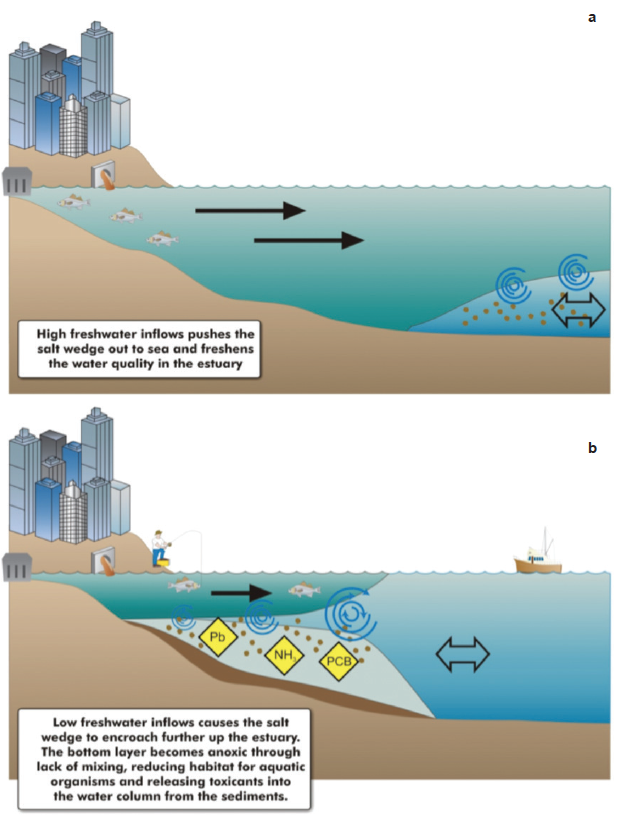 a
High freshwater inflows pushes the
salt wedge out to sea and freshens
the water quality in the estuary
b
Pb
NH₃
PCB
Low freshwater inflows causes the salt
wedge to encroach further up the estuary.
The bottom layer becomes anoxic through
lack of mixing, reducing habitat for aquatic
organisms and releasing toxicants into
the water column from the sediments.